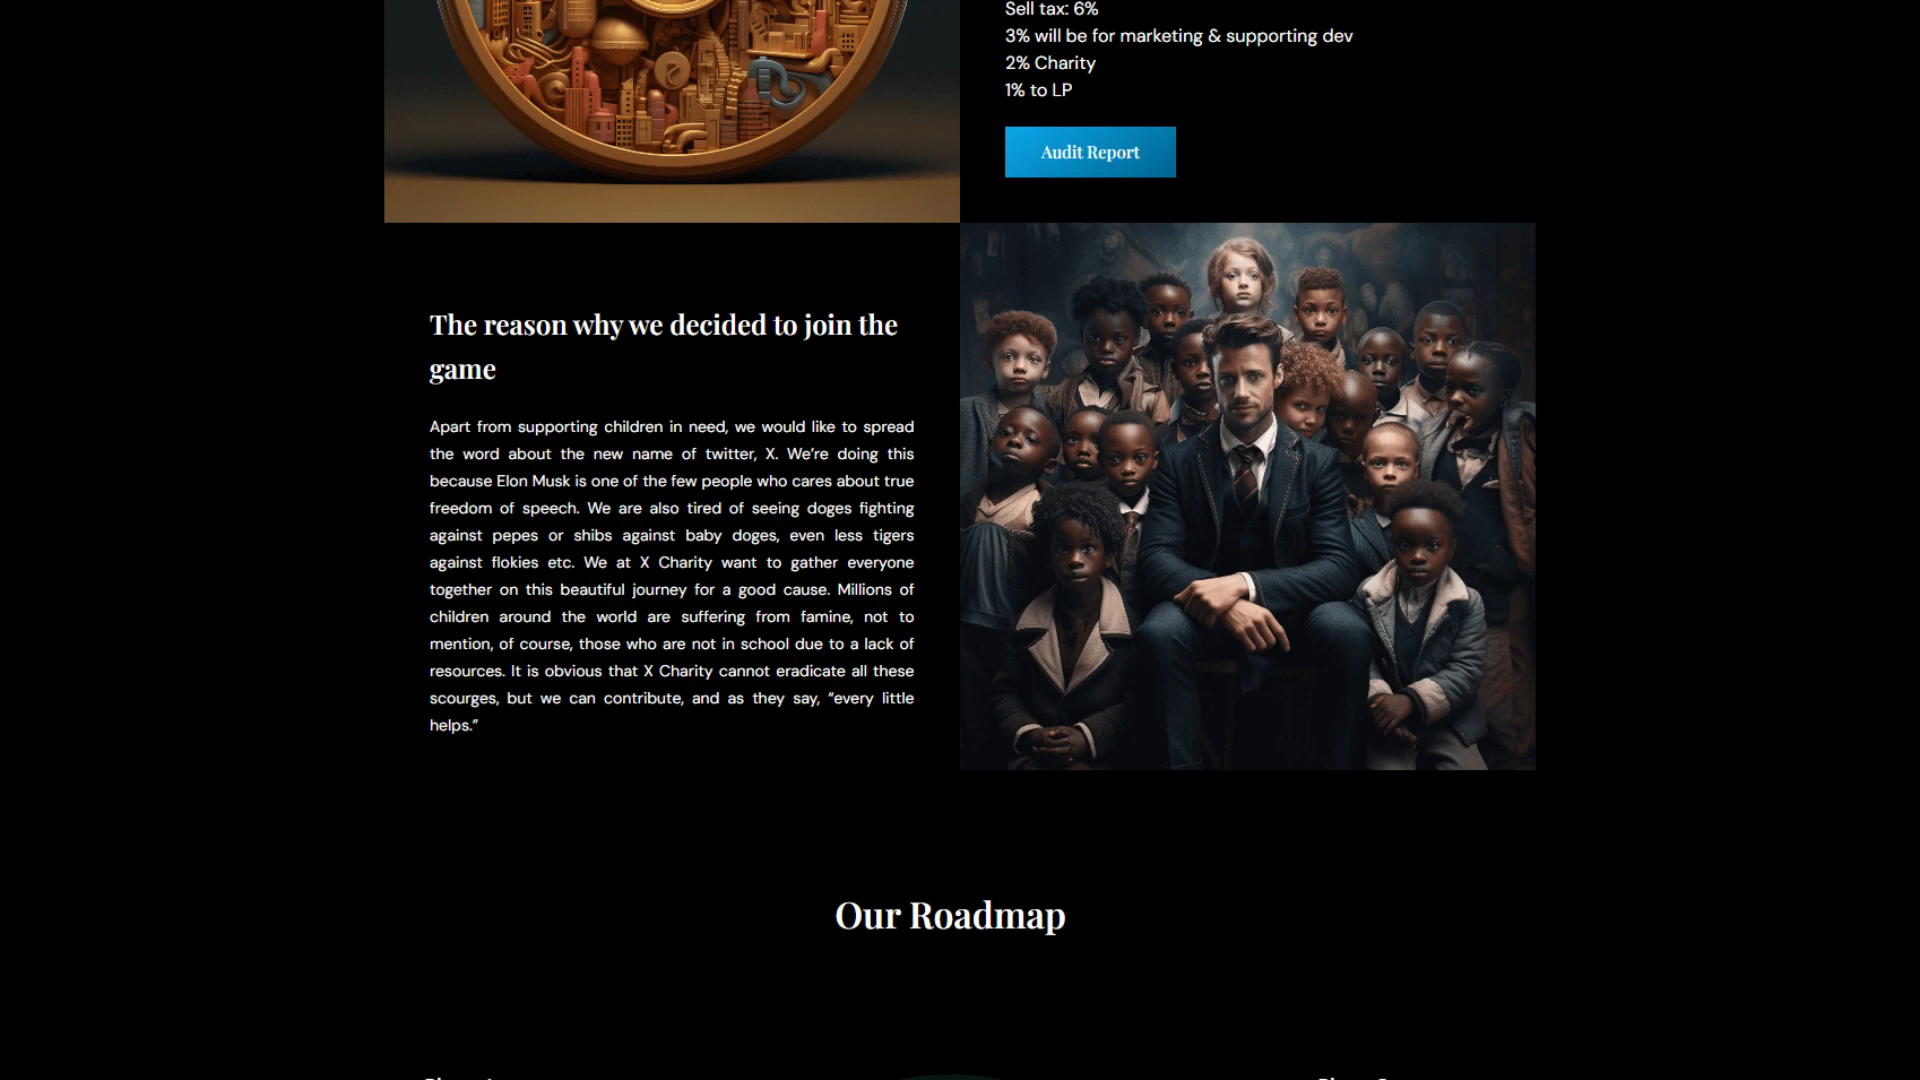 Sell tax: 6%
3% will be for marketing & supporting dev
2% Charity
1% to LP
Audit Report
The reason why we decided to join the
game
Apart from supporting children in need, we would like to spread
the word about the new name of twitter, X. We’re doing this
because Elon Musk is one of the few people who cares about true
freedom of speech. We are also tired of seeing doges fighting
against pepes or shibs against baby doges, even less tigers
against flokies etc. We at X Charity want to gather everyone
together on this beautiful journey for a good cause. Millions of
children around the world are suffering from famine, not to
mention, of course, those who are not in school due to a lack of
resources. It is obvious that X Charity cannot eradicate all these
scourges, but we can contribute, and as they say, “every little
helps.”
Our Roadmap